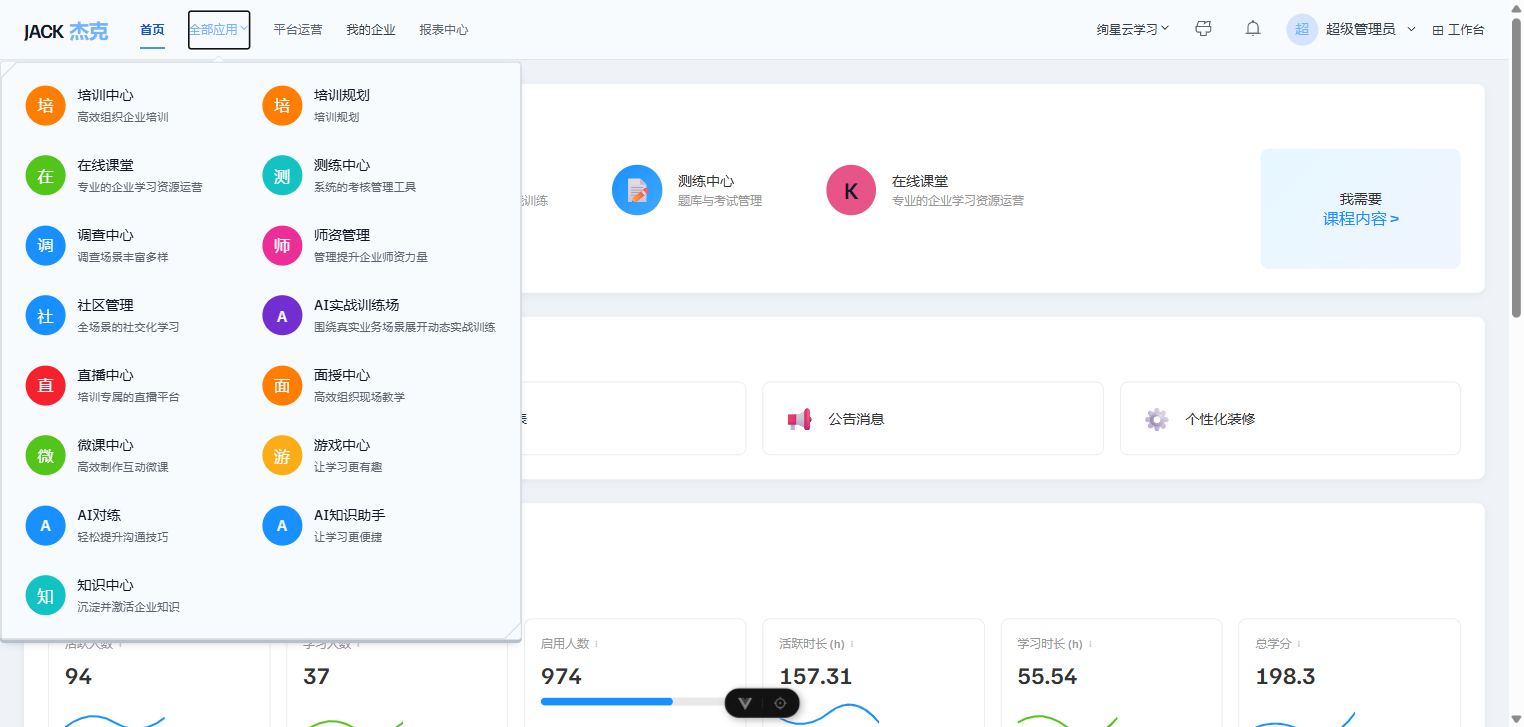 JACK 杰克
首页
全部应用
平台运营
我的企业
报表中心
绚星云学习
超
超级管理员
工作台
培
培训中心
高效组织企业培训
培
培训规划
培训规划
在
在线课堂
专业的企业学习资源运营
测
测练中心
系统的考核管理工具
调
调查中心
调查场景丰富多样
师
师资管理
管理提升企业师资力量
社
社区管理
全场景的社交化学习
A
AI实战训练场
围绕真实业务场景展开动态实战训练
直
直播中心
培训专属的直播平台
面
面授中心
高效组织现场教学
微
微课中心
高效制作互动微课
游
游戏中心
让学习更有趣
A
AI对练
轻松提升沟通技巧
A
AI知识助手
让学习更便捷
知
知识中心
沉淀并激活企业知识
训练
测练中心
题库与考试管理
K
在线课堂
专业的企业学习资源运营
我需要
课程内容 >
表
公告消息
个性化装修
活跃人数
94
学习人数
37
启用人数
974
活跃时长 (h)
157.31
学习时长 (h)
55.54
总学分
198.3